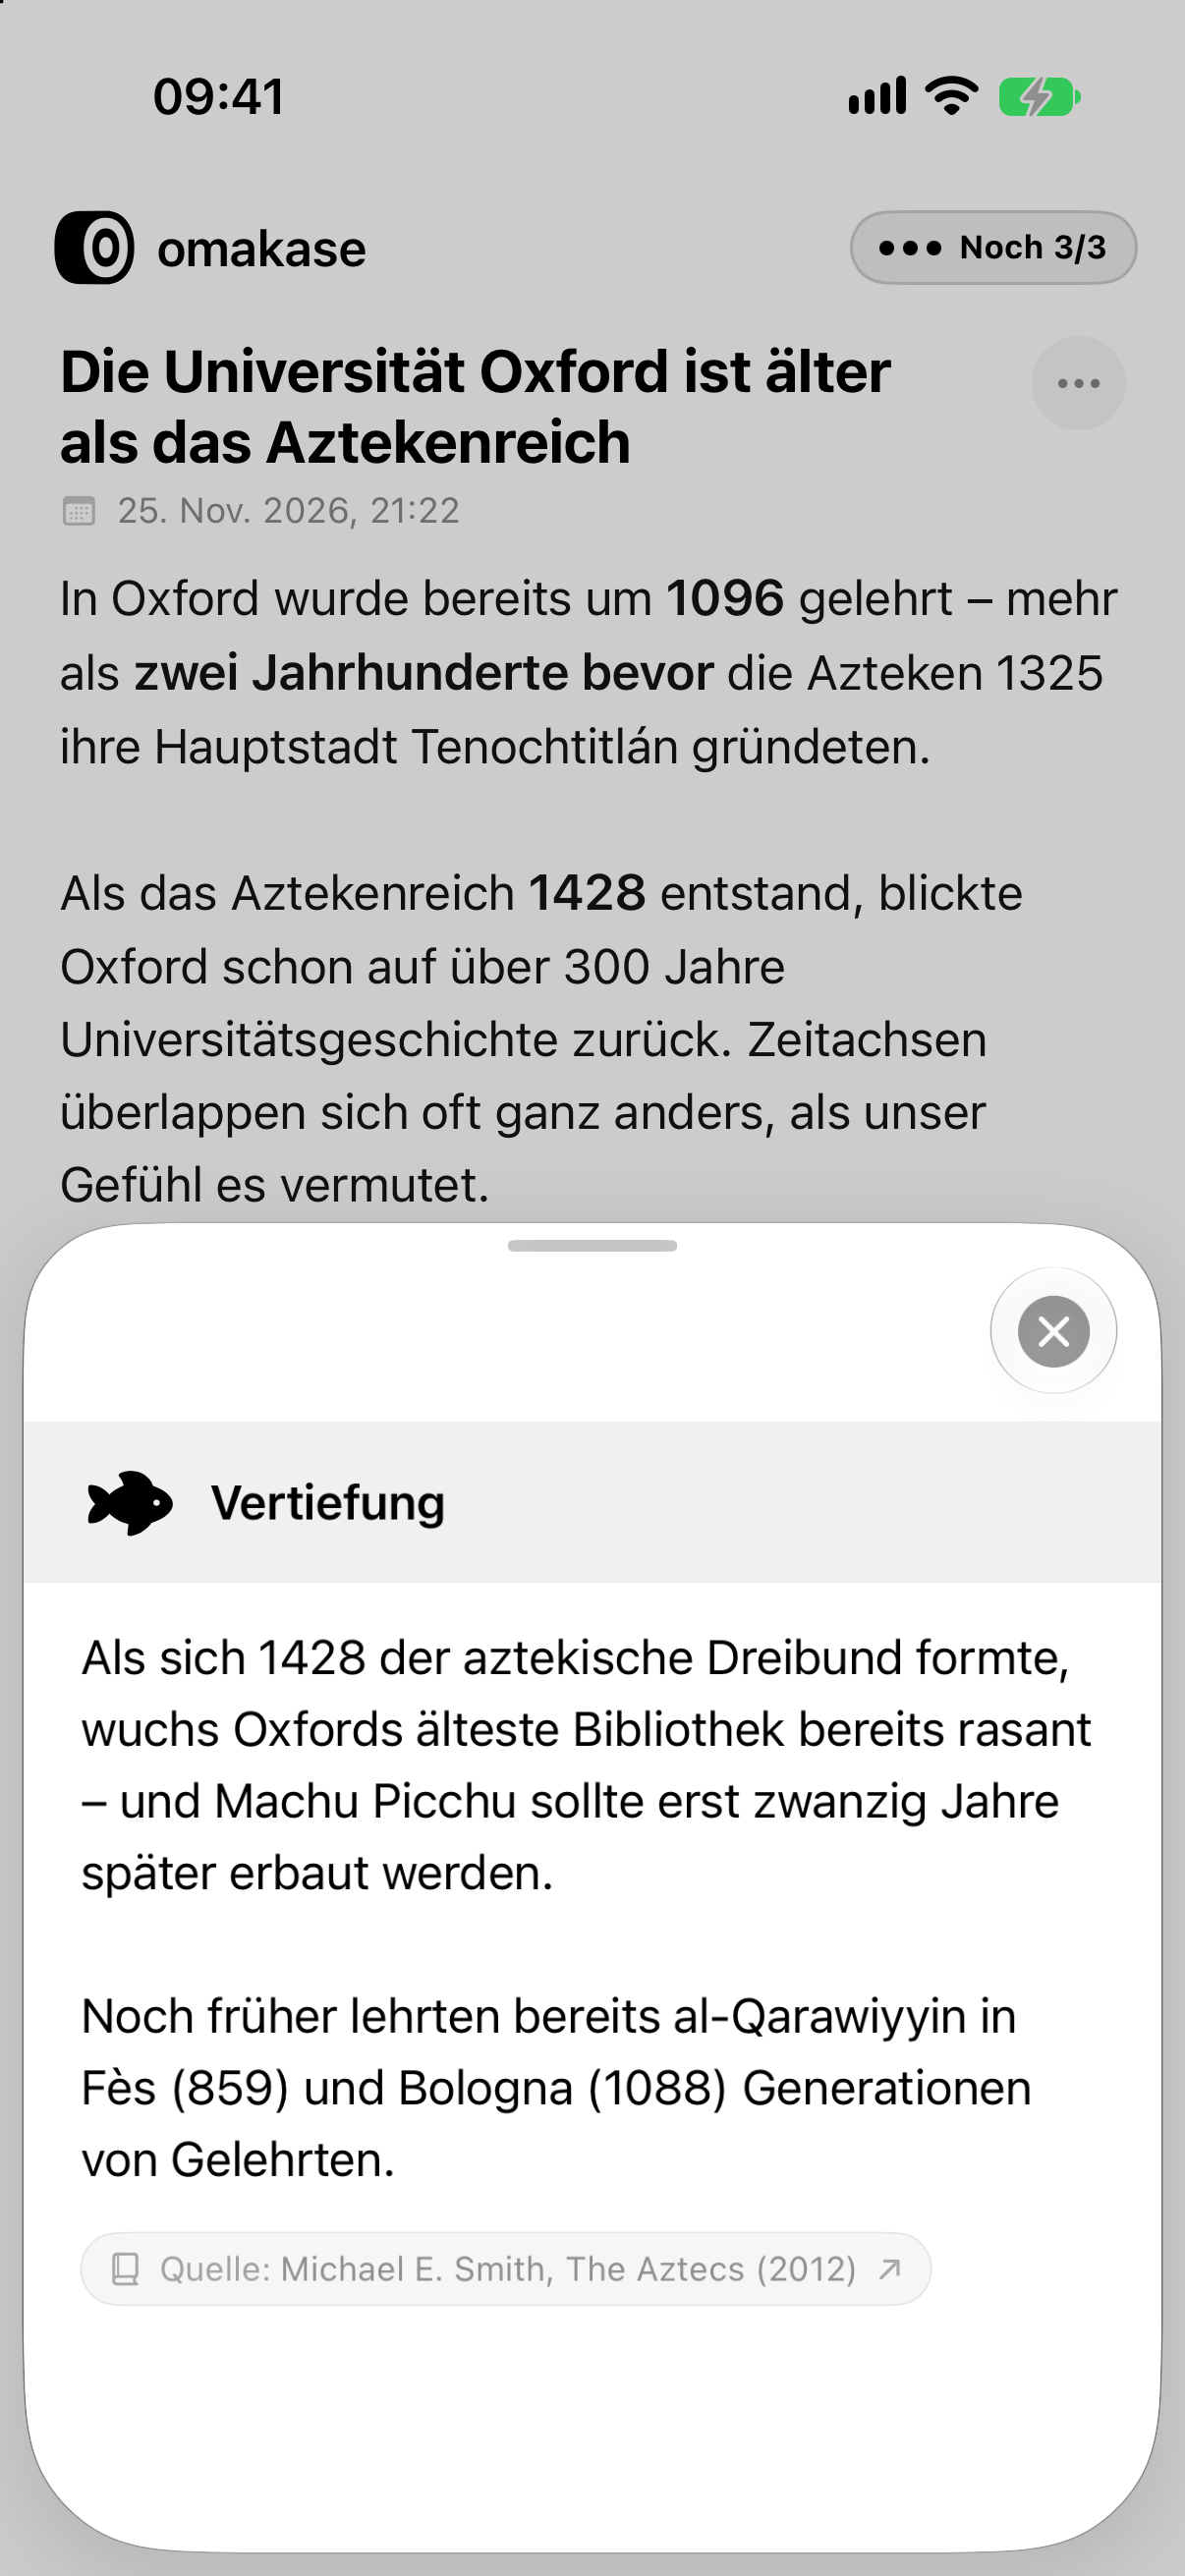 09:41
omakase
Noch 3/3
Die Universität Oxford ist älter
als das Aztekenreich
25. Nov. 2026, 21:22
In Oxford wurde bereits um 1096 gelehrt – mehr
als zwei Jahrhunderte bevor die Azteken 1325
ihre Hauptstadt Tenochtitlán gründeten.
Als das Aztekenreich 1428 entstand, blickte
Oxford schon auf über 300 Jahre
Universitätsgeschichte zurück. Zeitachsen
überlappen sich oft ganz anders, als unser
Gefühl es vermutet.
Vertiefung
Als sich 1428 der aztekische Dreibund formte,
wuchs Oxfords älteste Bibliothek bereits rasant
– und Machu Picchu sollte erst zwanzig Jahre
später erbaut werden.
Noch früher lehrten bereits al-Qarawiyyin in
Fès (859) und Bologna (1088) Generationen
von Gelehrten.
Quelle: Michael E. Smith, The Aztecs (2012)